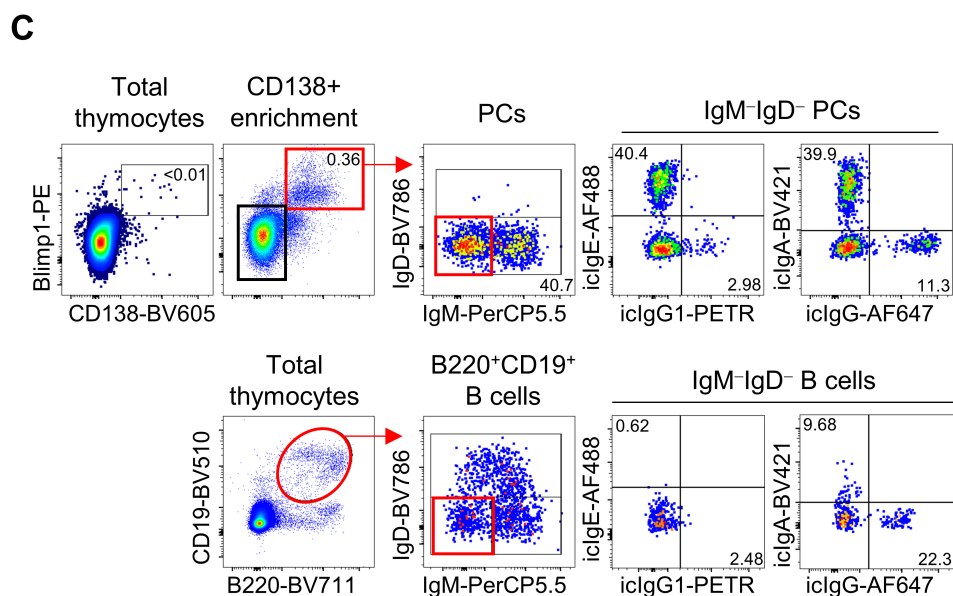 C
Total
thymocytes
CD138+
enrichment
PCs
IgM⁻IgD⁻ PCs
<0.01
0.36
40.7
40.4
2.98
39.9
11.3
Blimp1-PE
CD138-BV605
IgD-BV786
IgM-PerCP5.5
icIgE-AF488
icIgG1-PETR
icIgA-BV421
icIgG-AF647
Total
thymocytes
B220⁺CD19⁺
B cells
IgM⁻IgD⁻ B cells
0.62
2.48
9.68
22.3
CD19-BV510
B220-BV711
IgD-BV786
IgM-PerCP5.5
icIgE-AF488
icIgG1-PETR
icIgA-BV421
icIgG-AF647